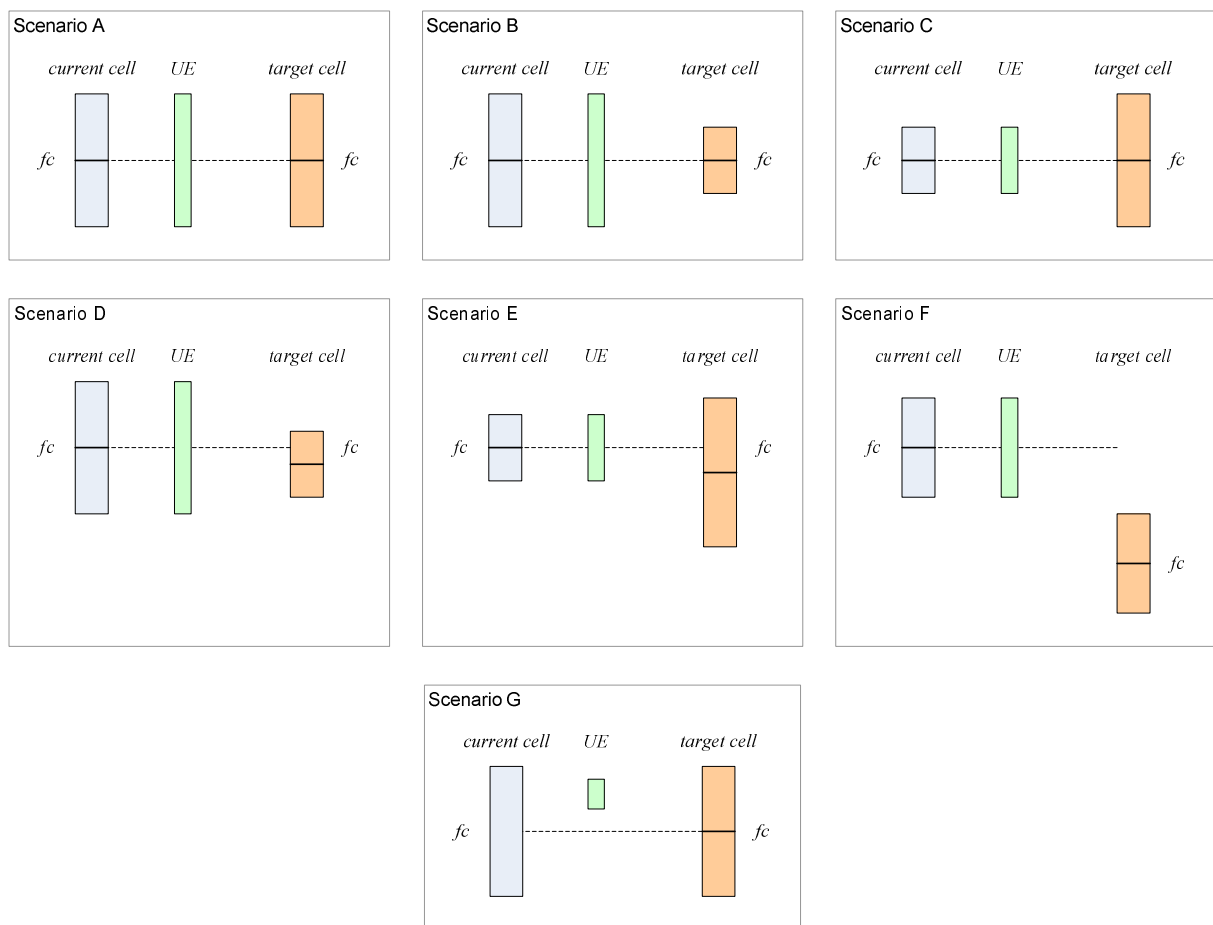 Scenario A
current cell UE target cell
fc fc
Scenario B
current cell UE target cell
fc fc
Scenario C
current cell UE target cell
fc fc
Scenario D
current cell UE target cell
fc fc
Scenario E
current cell UE target cell
fc fc
Scenario F
current cell UE target cell
fc
fc
Scenario G
current cell UE target cell
fc fc